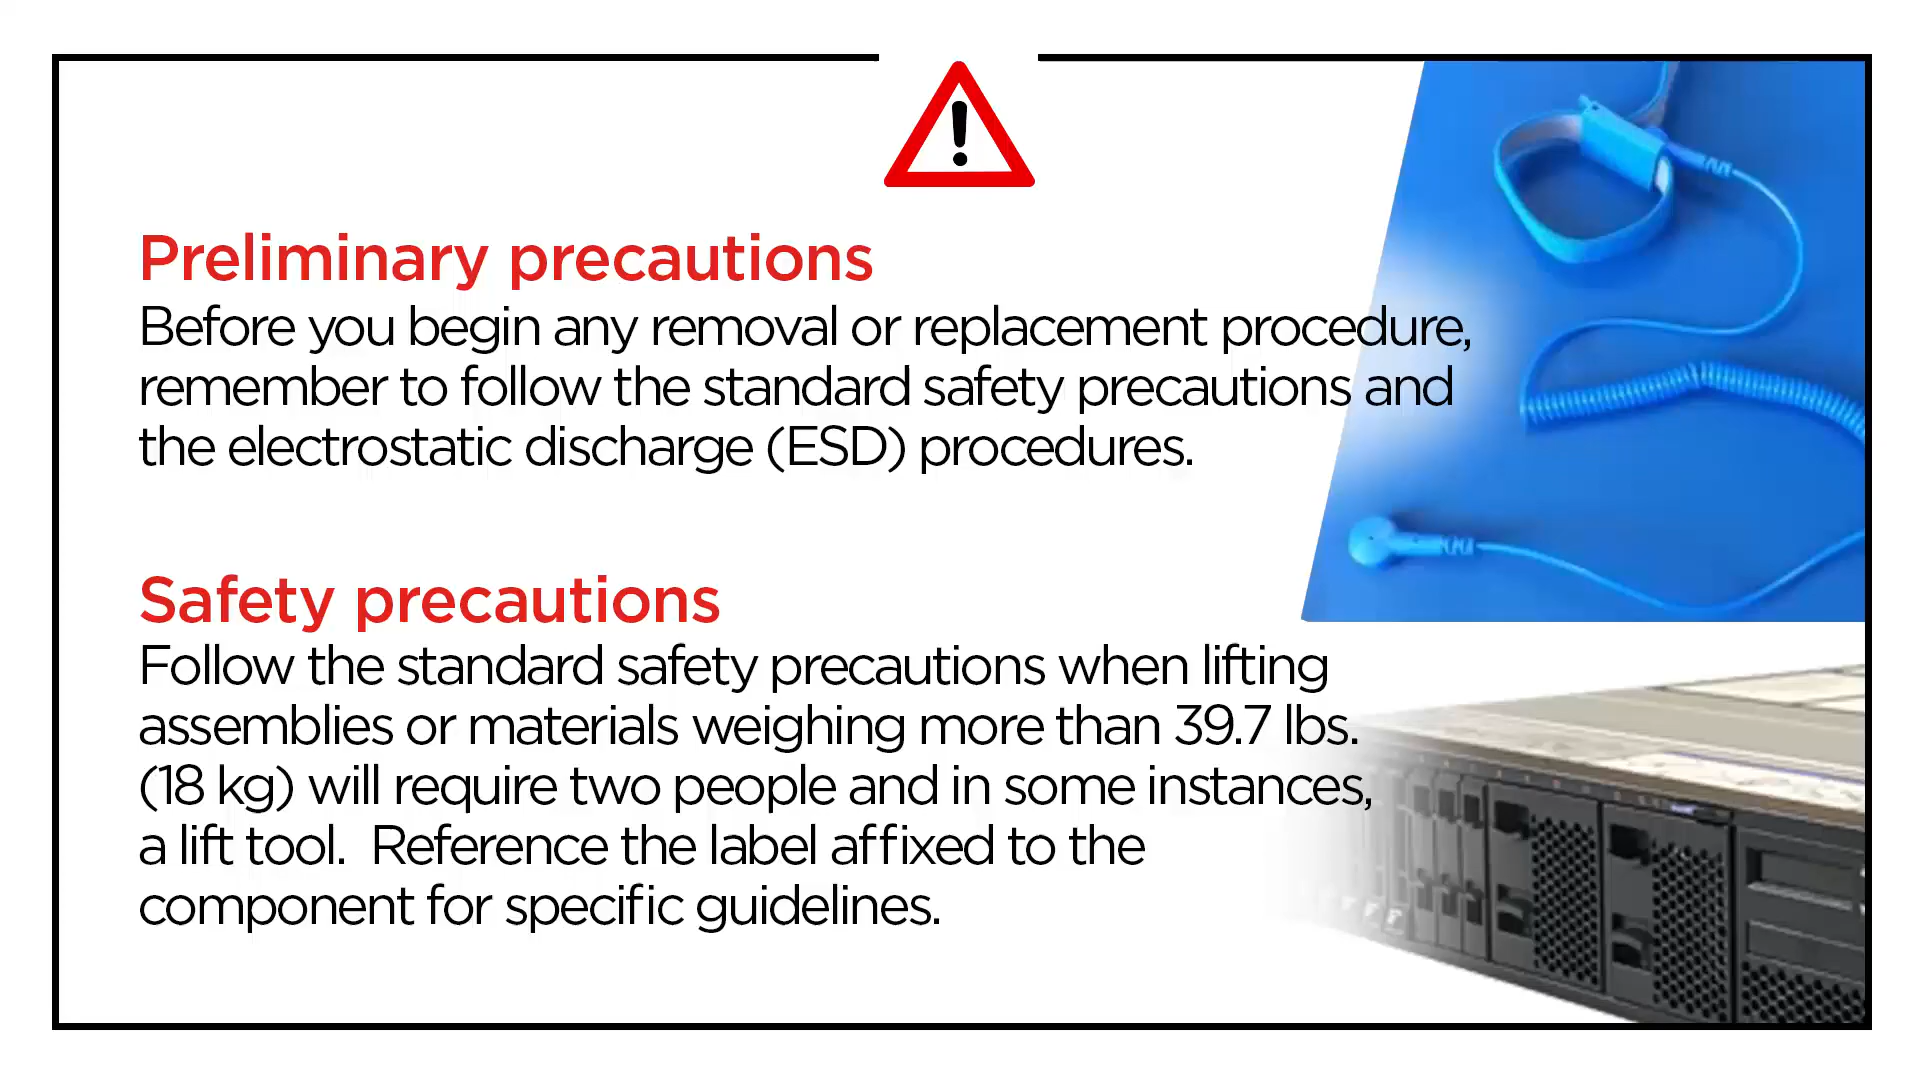 Preliminary precautions
Before you begin any removal or replacement procedure,
remember to follow the standard safety precautions and
the electrostatic discharge (ESD) procedures.
Safety precautions
Follow the standard safety precautions when lifting
assemblies or materials weighing more than 39.7 lbs.
(18 kg) will require two people and in some instances,
a lift tool.  Reference the label affixed to the
component for specific guidelines.